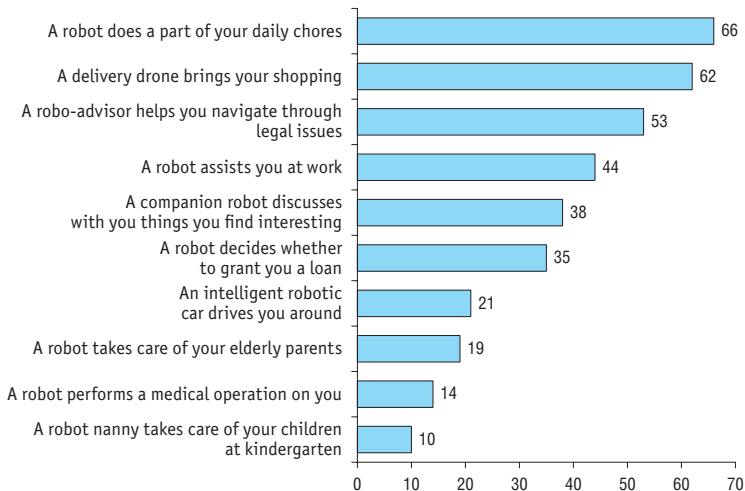 A robot does a part of your daily chores
66
A delivery drone brings your shopping
62
A robo-advisor helps you navigate through
legal issues
53
A robot assists you at work
44
A companion robot discusses
with you things you find interesting
38
A robot decides whether
to grant you a loan
35
An intelligent robotic
car drives you around
21
A robot takes care of your elderly parents
19
A robot performs a medical operation on you
14
A robot nanny takes care of your children
at kindergarten
10
0 10 20 30 40 50 60 70